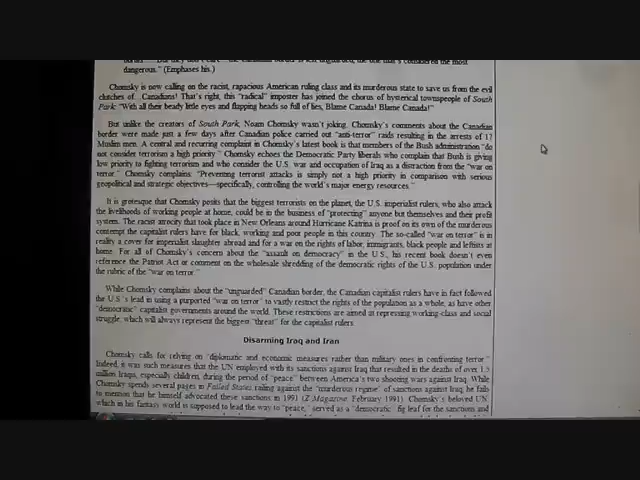 border. ... But they don't care ... the Canadian border is left unguarded, the one that's considered the most
dangerous." (Emphases his.)
Chomsky is now calling on the racist, rapacious American ruling class and its murderous state to save us from the evil
clutches of ... Canadians! That's right, this "radical" imposter has joined the chorus of hysterical townspeople of South
Park: "With all their beady little eyes and flapping heads so full of lies, Blame Canada! Blame Canada!"
But unlike the creators of South Park, Noam Chomsky wasn't joking. Chomsky's comments about the Canadian
border were made just a few days after Canadian police carried out "anti-terror" raids resulting in the arrests of 17
Muslim men. A central and recurring complaint in Chomsky's latest book is that members of the Bush administration "do
not consider terrorism a high priority." Chomsky echoes the Democratic Party liberals who complain that Bush is giving
low priority to fighting terrorism and who consider the U.S. war and occupation of Iraq as a distraction from the "war on
terror." Chomsky complains: "Preventing terrorist attacks is simply not a high priority in comparison with serious
geopolitical and strategic objectives—specifically, controlling the world's major energy resources."
It is grotesque that Chomsky posits that the biggest terrorists on the planet, the U.S. imperialist rulers, who also attack
the livelihoods of working people at home, could be in the business of "protecting" anyone but themselves and their profit
system. The racist atrocity that took place in New Orleans around Hurricane Katrina is proof on its own of the murderous
contempt the capitalist rulers have for black, working and poor people in this country. The so-called "war on terror" is in
reality a cover for imperialist slaughter abroad and for a war on the rights of labor, immigrants, black people and leftists at
home. For all of Chomsky's concern about the "assault on democracy" in the U.S., his recent book doesn't even
reference the Patriot Act or comment on the wholesale shredding of the democratic rights of the U.S. population under
the rubric of the "war on terror."
While Chomsky complains about the "unguarded" Canadian border, the Canadian capitalist rulers have in fact followed
the U.S.'s lead in using a purported "war on terror" to vastly restrict the rights of the population as a whole, as have other
"democratic" capitalist governments around the world. These restrictions are aimed at repressing working-class and social
struggle, which will always represent the biggest "threat" for the capitalist rulers.
Disarming Iraq and Iran
Chomsky calls for relying on "diplomatic and economic measures rather than military ones in confronting terror."
Indeed, it was such measures that the UN employed with its sanctions against Iraq that resulted in the deaths of over 1.5
million Iraqis, especially children, during the period of "peace" between America's two shooting wars against Iraq. While
Chomsky spends several pages in Failed States railing against the "murderous regime" of sanctions against Iraq, he fails
to mention that he himself advocated these sanctions in 1991 (Z Magazine, February 1991). Chomsky's beloved UN,
which in his fantasy world is supposed to lead the way to "peace," served as a "democratic" fig leaf for the sanctions and